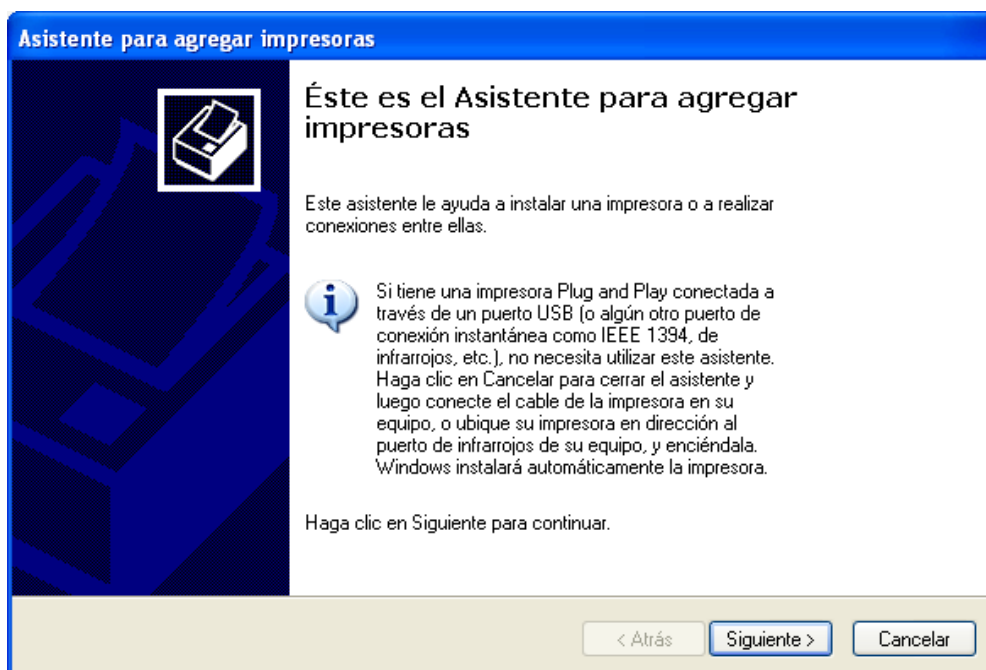 Asistente para agregar impresoras
Éste es el Asistente para agregar
impresoras
Este asistente le ayuda a instalar una impresora o a realizar
conexiones entre ellas.
Si tiene una impresora Plug and Play conectada a
través de un puerto USB (o algún otro puerto de
conexión instantánea como IEEE 1394, de
infrarrojos, etc.), no necesita utilizar este asistente.
Haga clic en Cancelar para cerrar el asistente y
luego conecte el cable de la impresora en su
equipo, o ubique su impresora en dirección al
puerto de infrarrojos de su equipo, y enciéndala.
Windows instalará automáticamente la impresora.
Haga clic en Siguiente para continuar.
< Atrás Siguiente > Cancelar